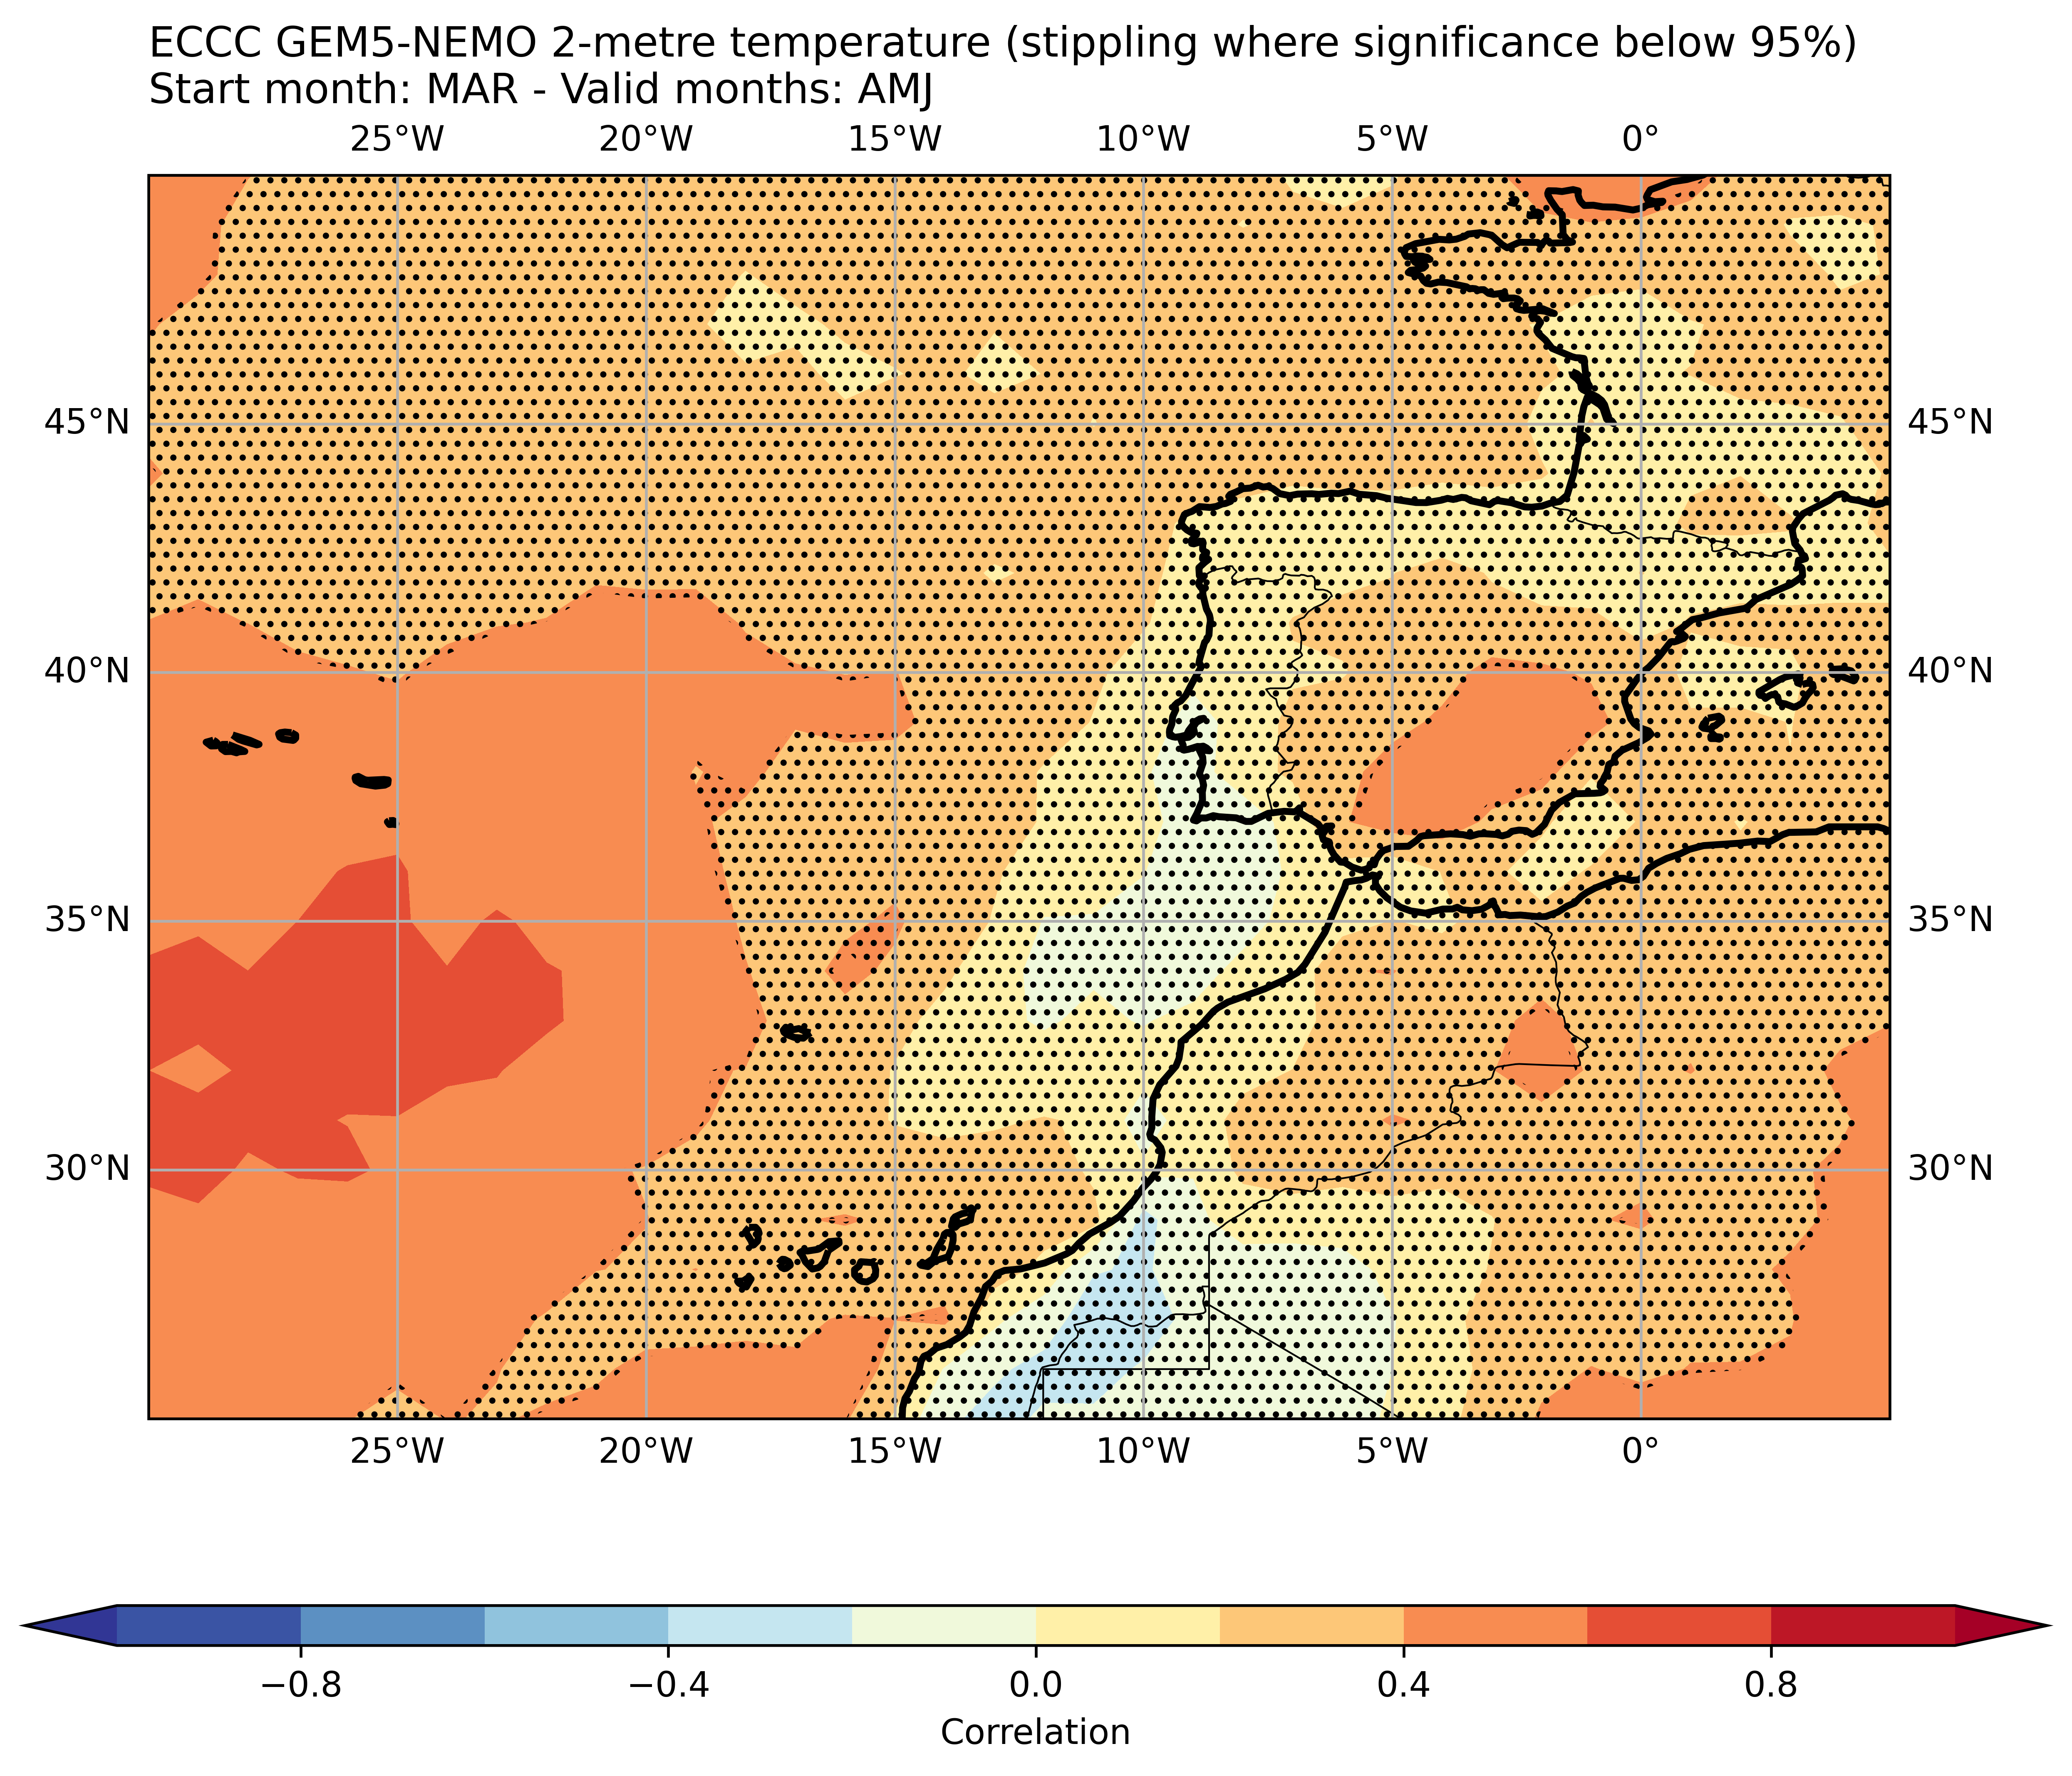 ECCC GEM5-NEMO 2-metre temperature (stippling where significance below 95%)
Start month: MAR - Valid months: AMJ
25°W 20°W 15°W 10°W 5°W 0°
45°N 45°N
40°N 40°N
35°N 35°N
30°N 30°N
25°W 20°W 15°W 10°W 5°W 0°
−0.8 −0.4 0.0 0.4 0.8
Correlation